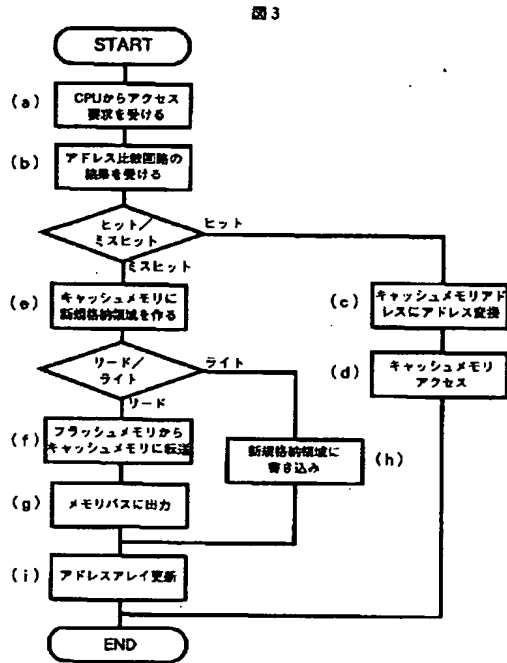 図3
START
(a)
CPUからアクセス
要求を受ける
(b)
アドレス比較回路の
結果を受ける
ヒット／
ミスヒット
ヒット
ミスヒット
(e)
キャッシュメモリに
新規格納領域を作る
(c)
キャッシュメモリアド
レスにアドレス変換
リード／
ライト
ライト
リード
(d)
キャッシュメモリ
アクセス
(f)
フラッシュメモリから
キャッシュメモリに転送
新規格納領域に
書き込み
(h)
(g)
メモリバスに出力
(i)
アドレスアレイ更新
END